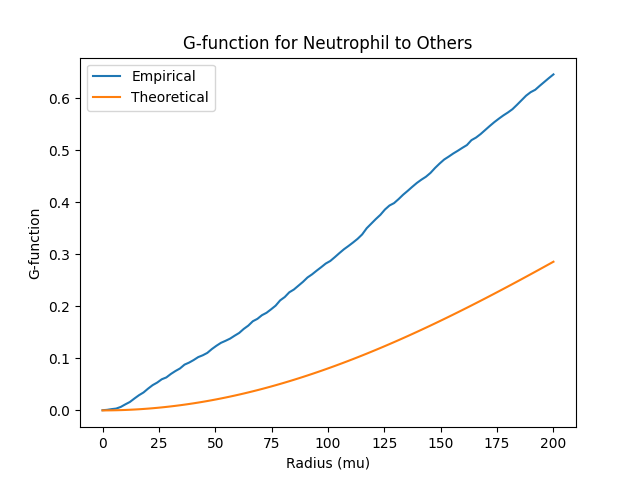 G-function for Neutrophil to Others
Empirical
Theoretical
G-function
0.6
0.5
0.4
0.3
0.2
0.1
0.0
0 25 50 75 100 125 150 175 200
Radius (mu)